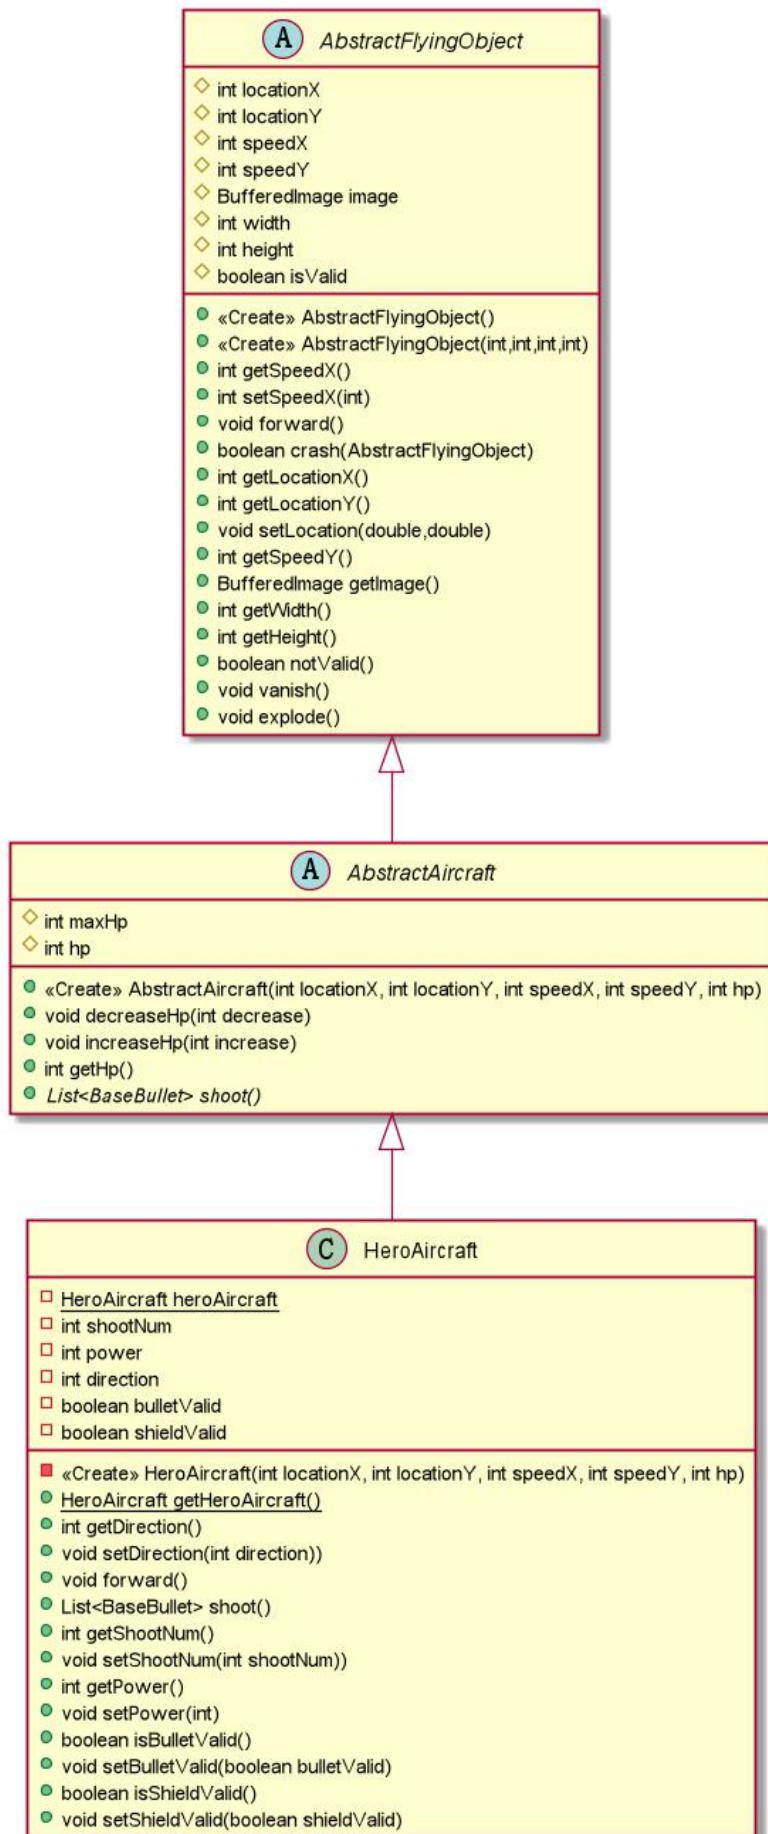 A AbstractFlyingObject
int locationX
int locationY
int speedX
int speedY
BufferedImage image
int width
int height
boolean isValid
«Create» AbstractFlyingObject()
«Create» AbstractFlyingObject(int,int,int,int)
int getSpeedX()
int setSpeedX(int)
void forward()
boolean crash(AbstractFlyingObject)
int getLocationX()
int getLocationY()
void setLocation(double,double)
int getSpeedY()
BufferedImage getImage()
int getWidth()
int getHeight()
boolean notValid()
void vanish()
void explode()
A AbstractAircraft
int maxHp
int hp
«Create» AbstractAircraft(int locationX, int locationY, int speedX, int speedY, int hp)
void decreaseHp(int decrease)
void increaseHp(int increase)
int getHp()
List<BaseBullet> shoot()
C HeroAircraft
HeroAircraft heroAircraft
int shootNum
int power
int direction
boolean bulletValid
boolean shieldValid
«Create» HeroAircraft(int locationX, int locationY, int speedX, int speedY, int hp)
HeroAircraft getHeroAircraft()
int getDirection()
void setDirection(int direction))
void forward()
List<BaseBullet> shoot()
int getShootNum()
void setShootNum(int shootNum))
int getPower()
void setPower(int)
boolean isBulletValid()
void setBulletValid(boolean bulletValid)
boolean isShieldValid()
void setShieldValid(boolean shieldValid)